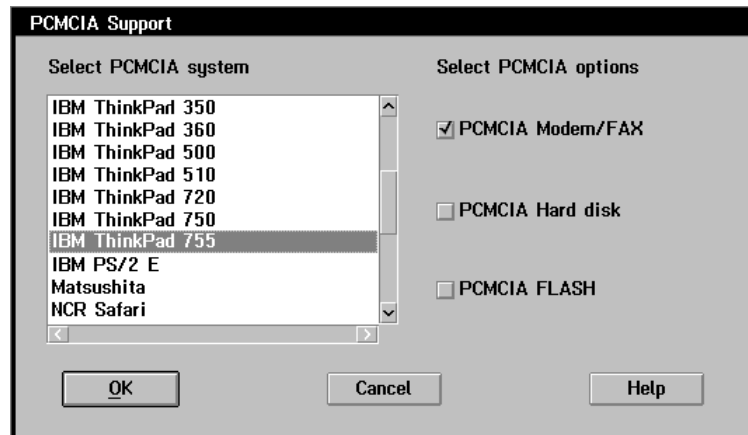 PCMCIA Support
Select PCMCIA system
Select PCMCIA options
IBM ThinkPad 350
IBM ThinkPad 360
IBM ThinkPad 500
IBM ThinkPad 510
IBM ThinkPad 720
IBM ThinkPad 750
IBM ThinkPad 755
IBM PS/2 E
Matsushita
NCR Safari
PCMCIA Modem/FAX
PCMCIA Hard disk
PCMCIA FLASH
OK
Cancel
Help